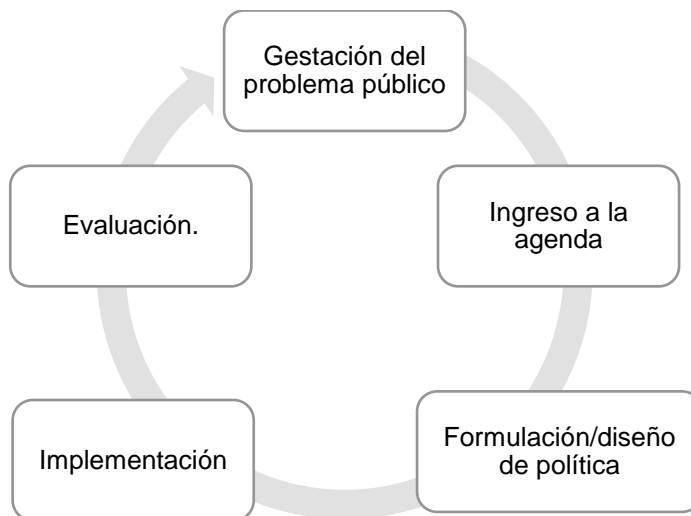 Gestación del
problema público
Ingreso a la
agenda
Formulación/diseño
de política
Implementación
Evaluación.